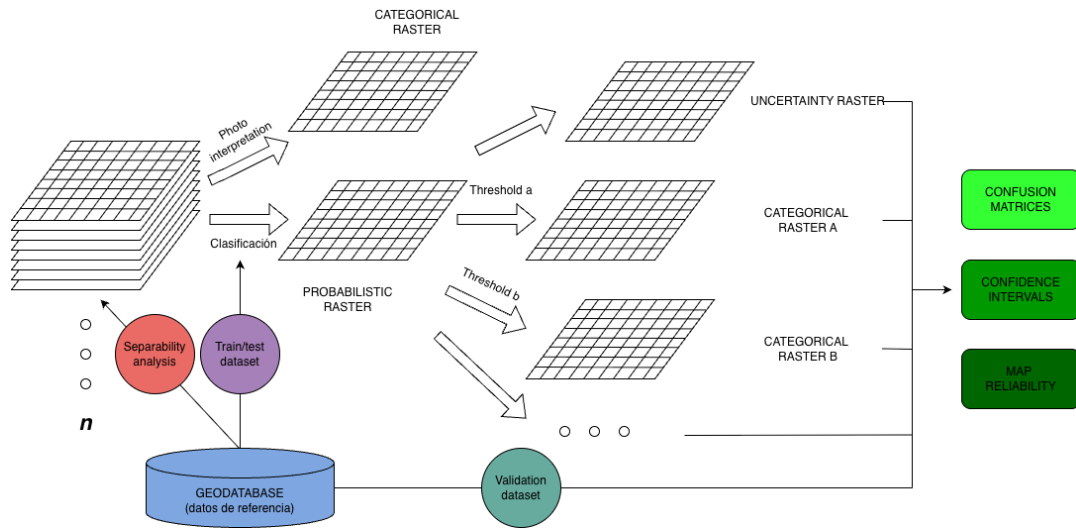 CATEGORICAL
RASTER
Photo
interpretation
UNCERTAINTY RASTER
Threshold a
CATEGORICAL
RASTER A
Clasificación
PROBABILISTIC
RASTER
Threshold b
CATEGORICAL
RASTER B
CONFUSION
MATRICES
CONFIDENCE
INTERVALS
MAP
RELIABILITY
Separability
analysis
Train/test
dataset
n
GEODATABASE
(datos de referencia)
Validation
dataset